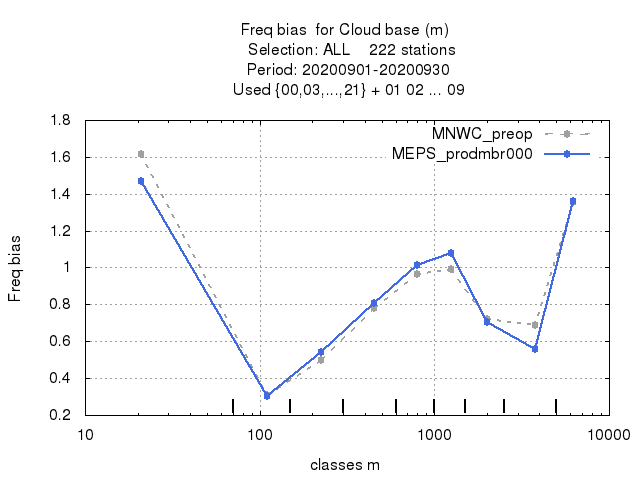 Freq bias  for Cloud base (m)
Selection: ALL    222 stations
Period: 20200901-20200930
Used {00,03,...,21} + 01 02 ... 09
MNWC_preop
MEPS_prodmbr000
1.8
1.6
1.4
1.2
1
0.8
0.6
0.4
0.2
Freq bias
10
100
1000
10000
classes m